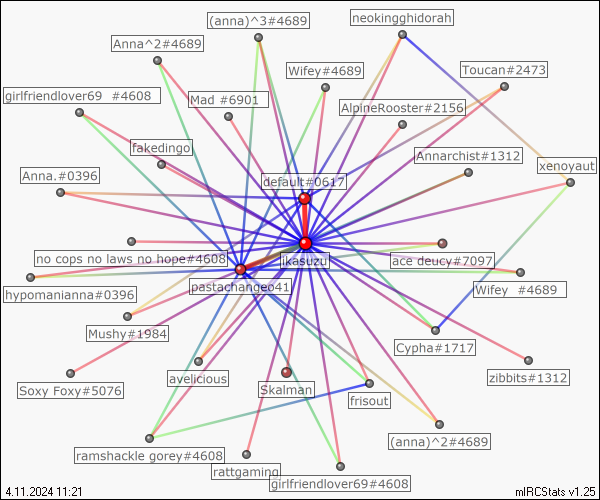 (anna)^3#4689
neokingghidorah
Anna^2#4689
Wifey#4689
Toucan#2473
girlfriendlover69 #4608
Mad #6901
AlpineRooster#2156
fakedingo
Annarchist#1312
xenoyaut
Anna.#0396
default#0617
no cops no laws no hope#4608
ikasuzu
ace deucy#7097
hypomanianna#0396
pastachange041
Wifey #4689
Mushy#1984
Cypha#1717
Soxy Foxy#5076
avelicious
Skalman
zibbits#1312
frisout
(anna)^2#4689
ramshackle gorey#4608
rattgaming
girlfriendlover69#4608
4.11.2024 11:21
mIRCStats v1.25